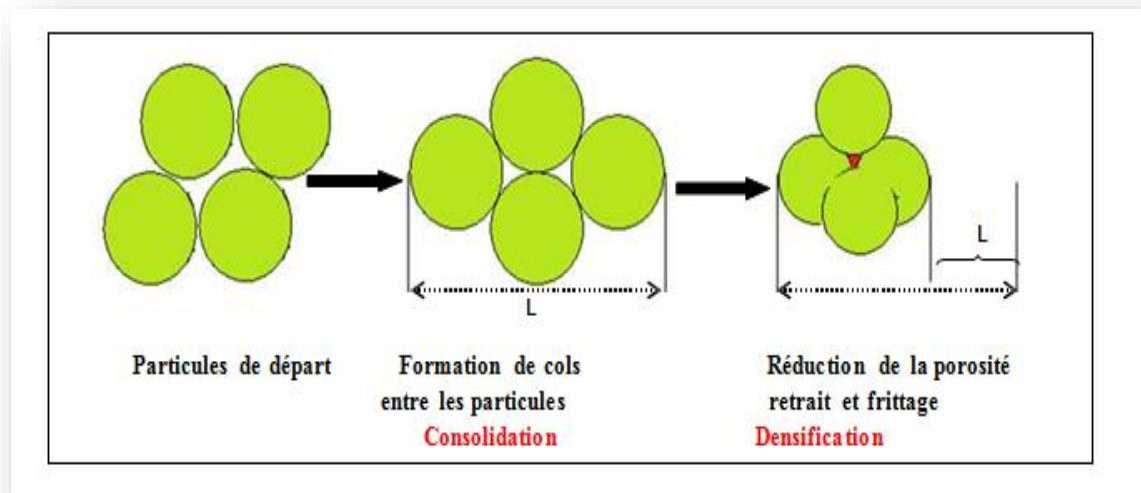 L
L
Particules de départ
Formation de cols
entre les particules
Consolidation
Réduction de la porosité
retrait et frittage
Densification